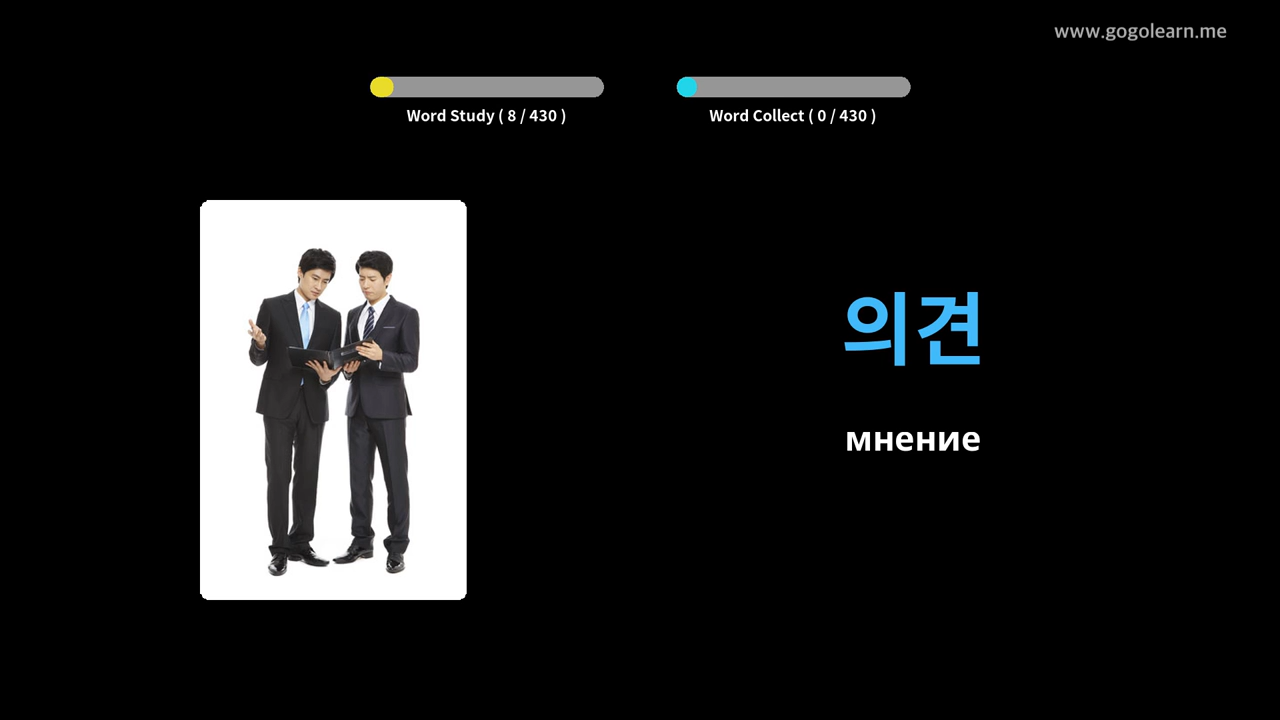 www.gogolearn.me
Word Study ( 8 / 430 )
Word Collect ( 0 / 430 )
의견
мнение